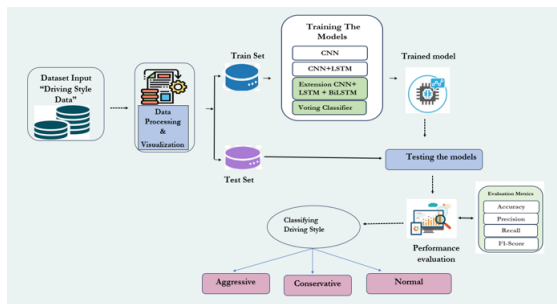 Dataset Input
“Driving Style
Data”
Data
Processing
&
Visualization
Train Set
Test Set
Training The
Models
CNN
CNN+LSTM
Extension CNN+
LSTM + BiLSTM
Voting Classifier
Trained model
Testing the models
Performance
evaluation
Evaluation Metrics
Accuracy
Precision
Recall
F1-Score
Classifying
Driving Style
Aggressive
Conservative
Normal